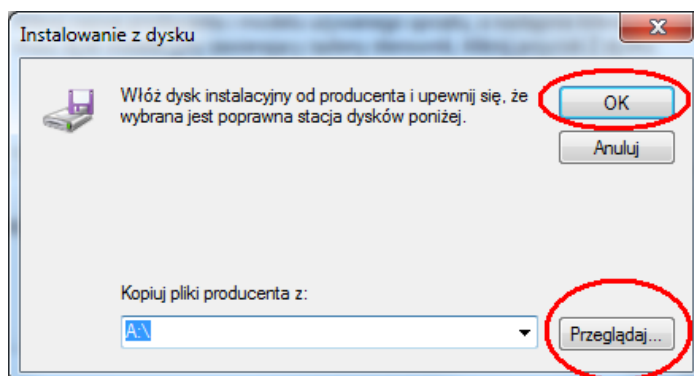 Instalowanie z dysku
Włóż dysk instalacyjny od producenta i upewnij się, że
wybrana jest poprawna stacja dysków poniżej.
OK
Anuluj
Kopiuj pliki producenta z:
A:\
Przeglądaj...